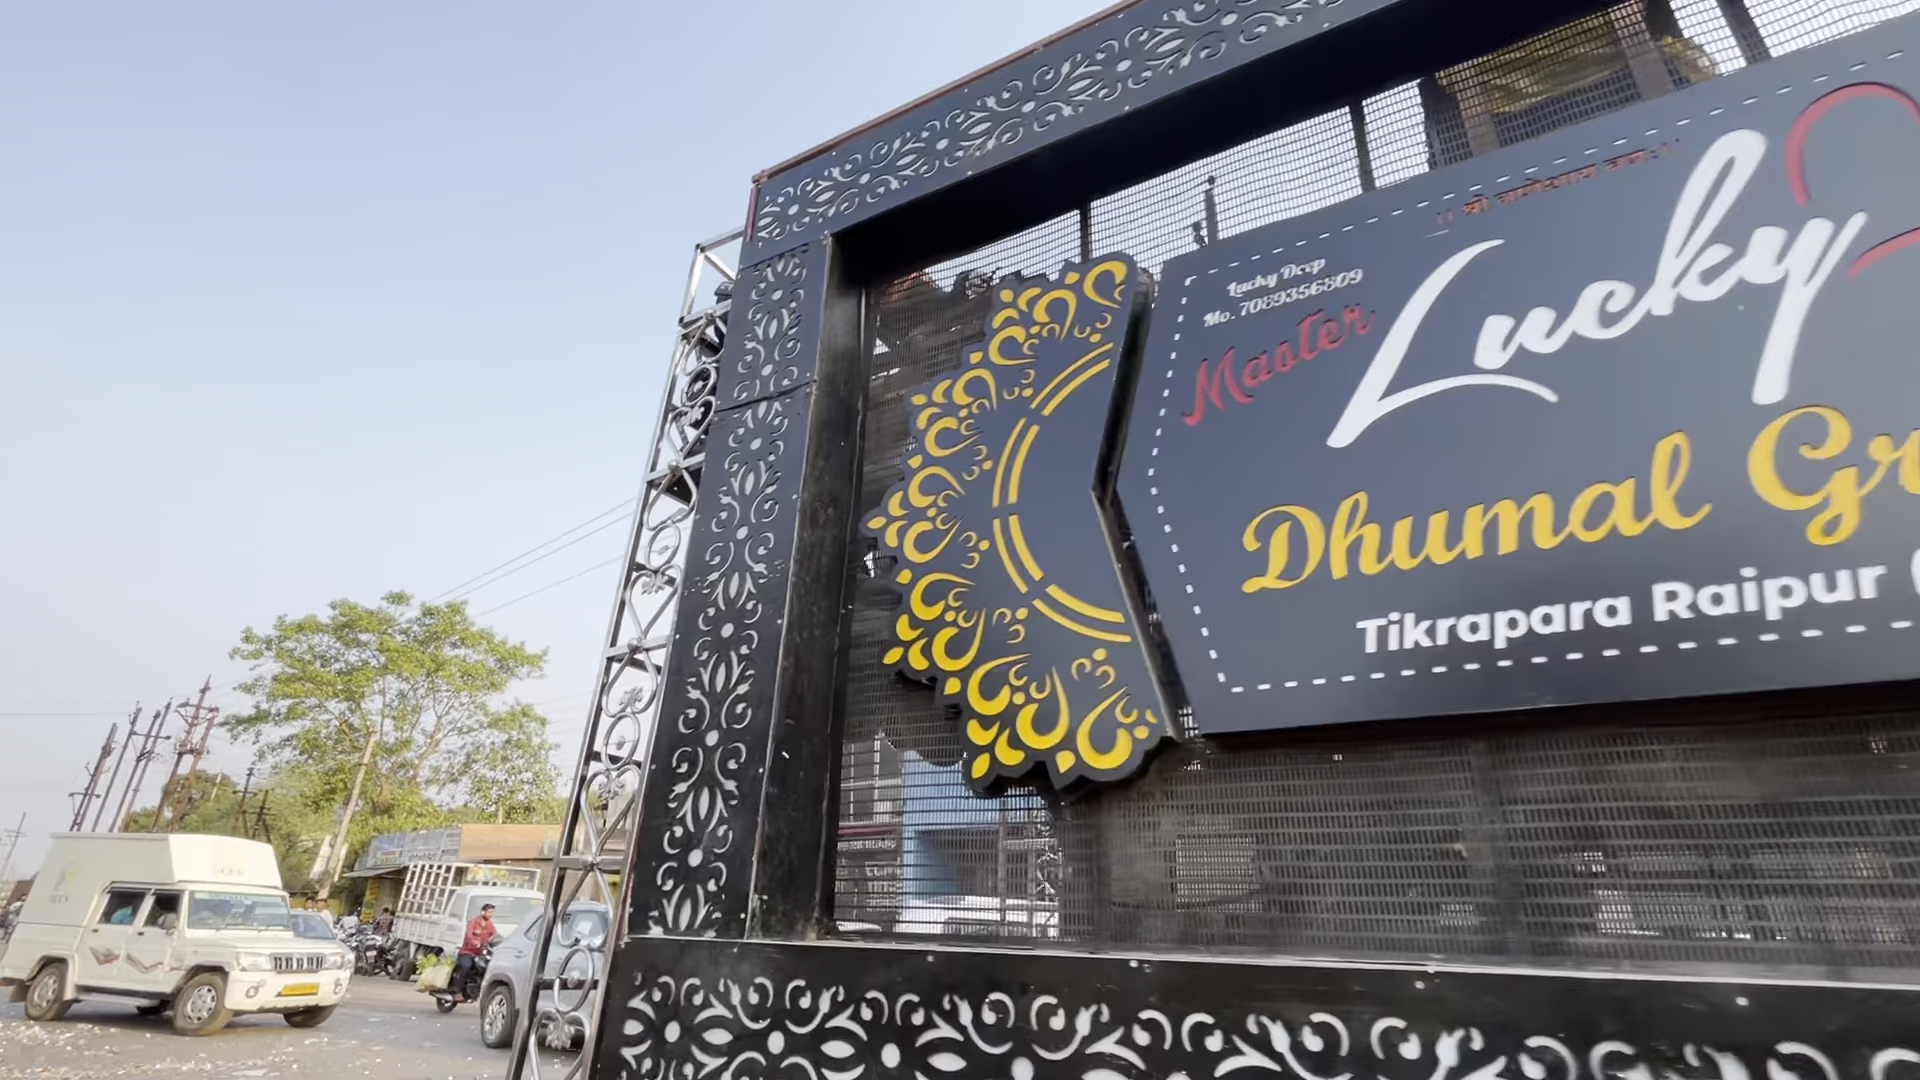 Lucky Deep
Mo. 7089356809
Master
Lucky
Dhumal Gr
Tikrapara Raipur (